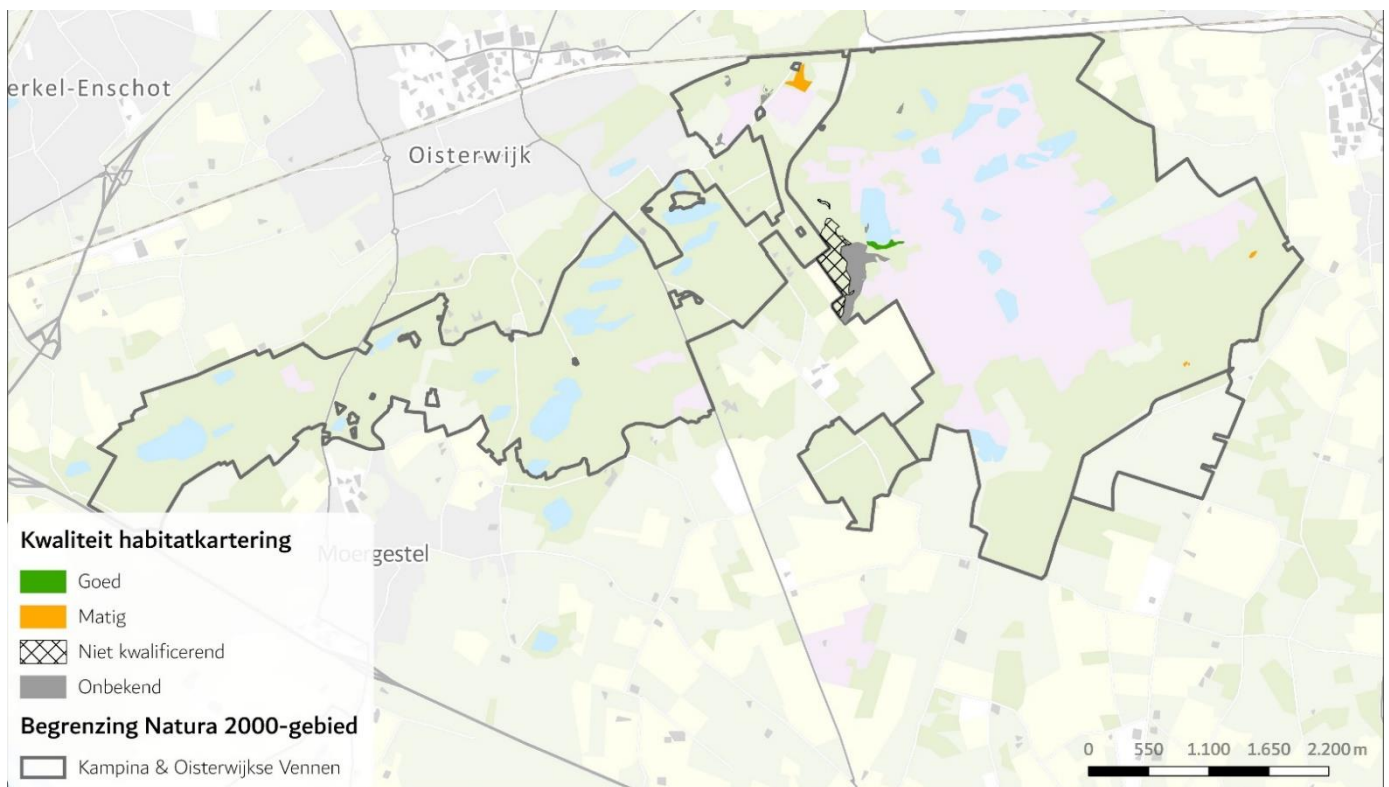 erkel-Enschot
Oisterwijk
Moergestel
Kwaliteit habitatkartering
Goed
Matig
Niet kwalificerend
Onbekend
Begrenzing Natura 2000-gebied
Kampina & Oisterwijkse Vennen
0 550 1.100 1.650 2.200 m